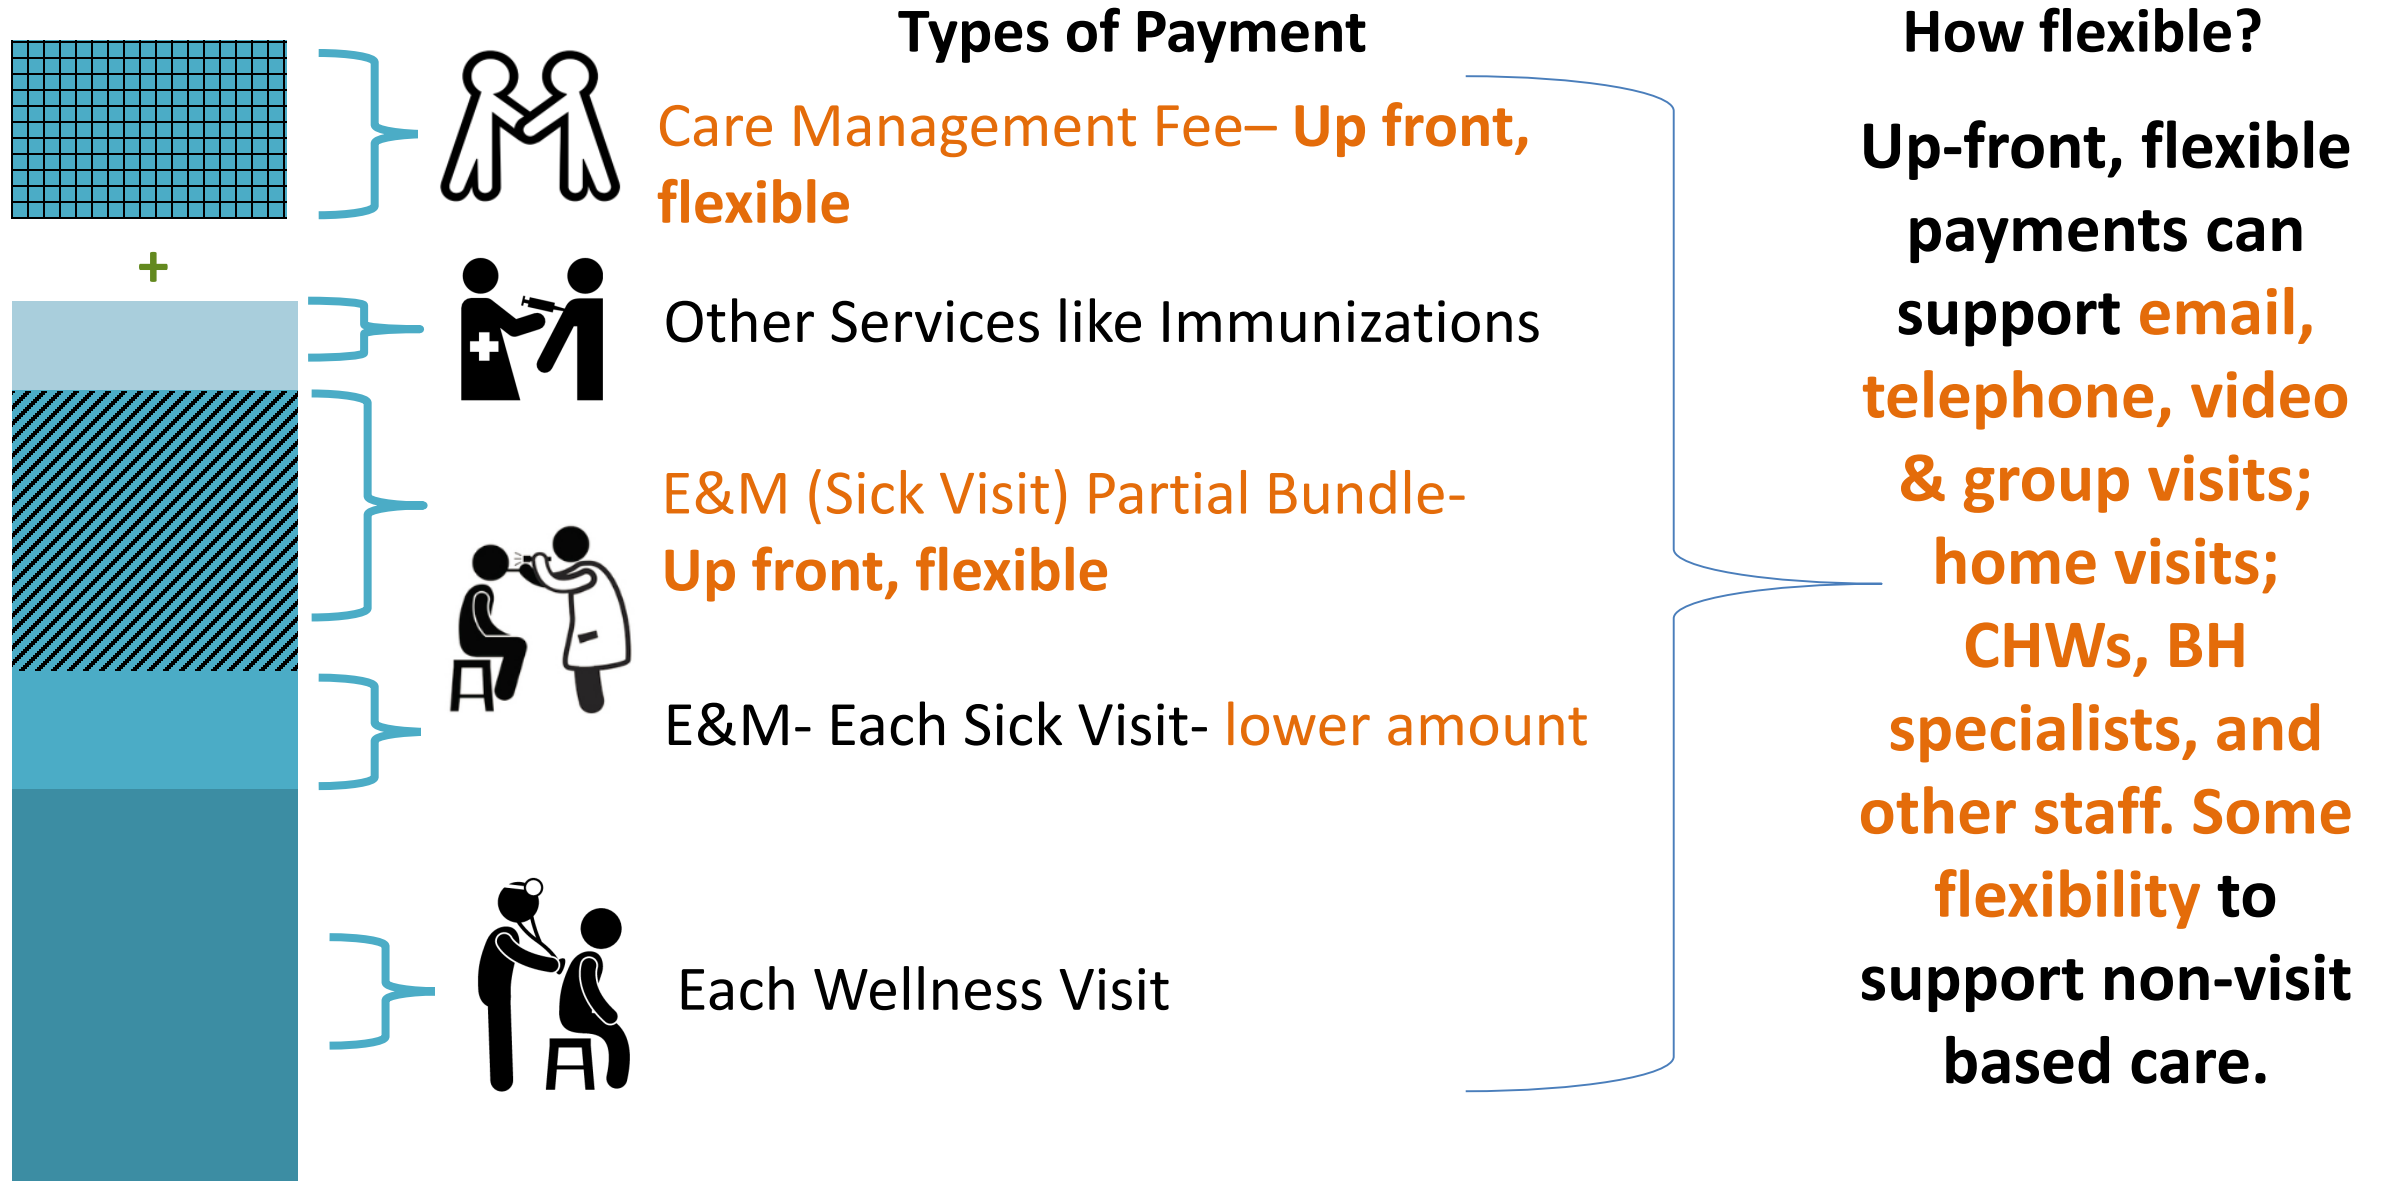 Types of Payment
Care Management Fee– Up front,
flexible
+
Other Services like Immunizations
E&M (Sick Visit) Partial Bundle-
Up front, flexible
E&M- Each Sick Visit- lower amount
Each Wellness Visit
How flexible?
Up-front, flexible
payments can
support email,
telephone, video
& group visits;
home visits;
CHWs, BH
specialists, and
other staff. Some
flexibility to
support non-visit
based care.